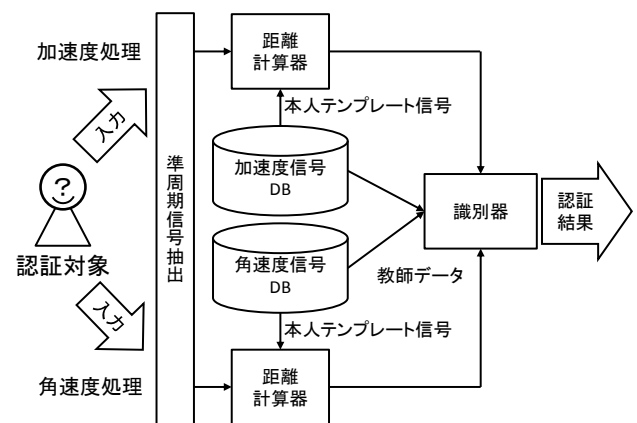 加速度処理
入力
?
認証対象
入力
角速度処理
準周期信号抽出
距離
計算器
本人テンプレート信号
加速度信号
DB
角速度信号
DB
教師データ
本人テンプレート信号
距離
計算器
識別器
認証
結果